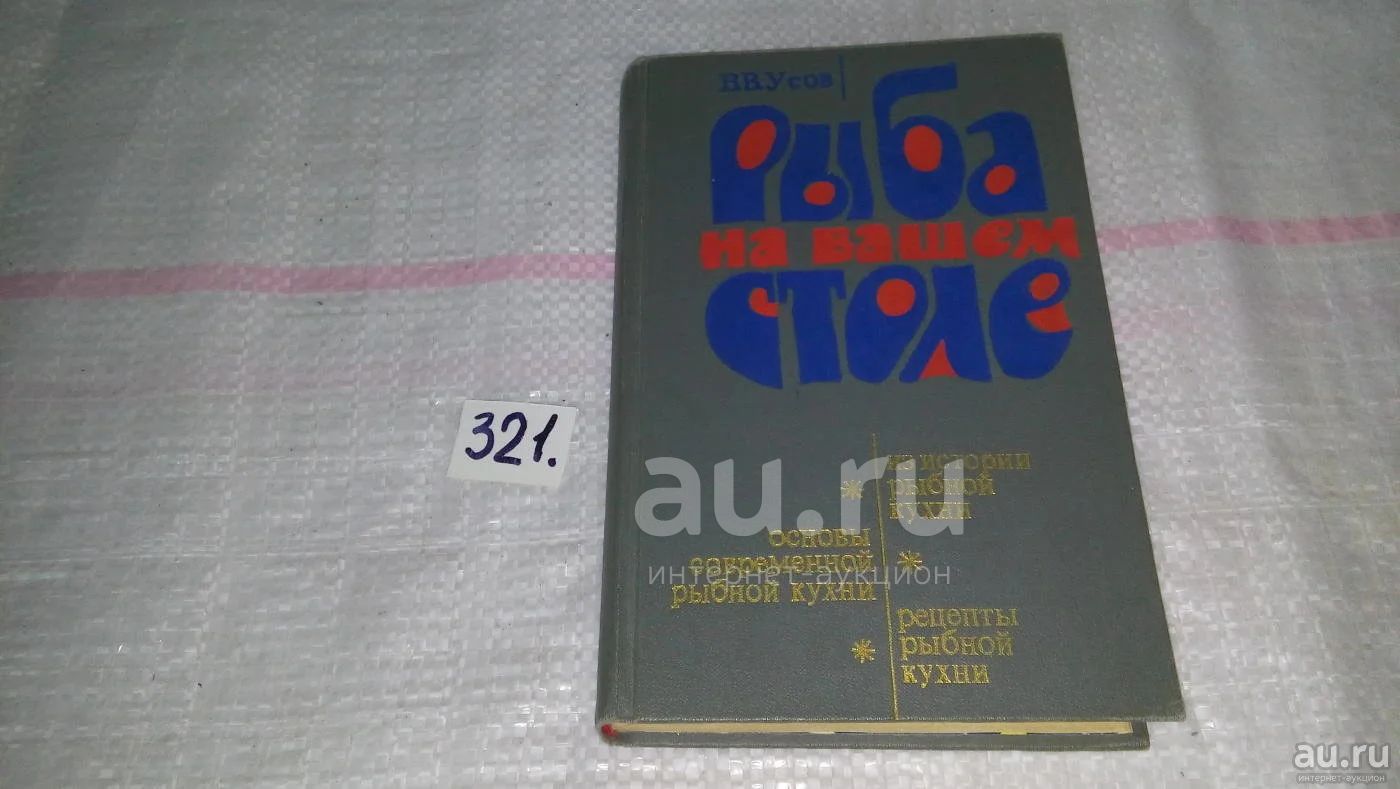 В.В.Усов
Рыба
на вашем
столе
321.
au.ru
интернет-аукцион
из истории
рыбной
кухни
основы
современной
рыбной кухни
рецепты
рыбной
кухни
au.ru
интернет-аукцион